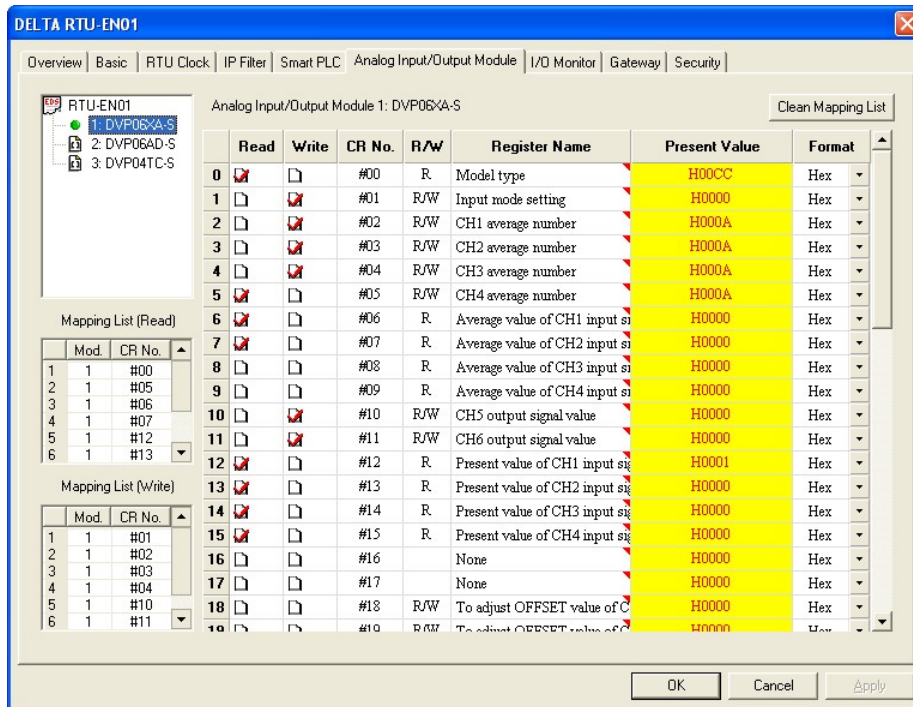 DELTA RTU-EN01
Overview Basic RTU Clock IP Filter Smart PLC Analog Input/Output Module I/O Monitor Gateway Security
RTU-EN01
1: DVP06XA-S
2: DVP06AD-S
3: DVP04TC-S
Analog Input/Output Module 1: DVP06XA-S
Clean Mapping List
Read Write CR No. R/W Register Name Present Value Format
0 #00 R Model type H00CC Hex
1 #01 R/W Input mode setting H0000 Hex
2 #02 R/W CH1 average number H000A Hex
3 #03 R/W CH2 average number H000A Hex
4 #04 R/W CH3 average number H000A Hex
5 #05 R/W CH4 average number H000A Hex
6 #06 R Average value of CH1 input si H0000 Hex
7 #07 R Average value of CH2 input si H0000 Hex
8 #08 R Average value of CH3 input si H0000 Hex
9 #09 R Average value of CH4 input si H0000 Hex
10 #10 R/W CH5 output signal value H0000 Hex
11 #11 R/W CH6 output signal value H0000 Hex
12 #12 R Present value of CH1 input sig H0001 Hex
13 #13 R Present value of CH2 input sig H0000 Hex
14 #14 R Present value of CH3 input sig H0000 Hex
15 #15 R Present value of CH4 input sig H0000 Hex
16 #16 None H0000 Hex
17 #17 None H0000 Hex
18 #18 R/W To adjust OFFSET value of C H0000 Hex
19 #19 R/W To adjust OFFSET value of C H0000 Hex
Mapping List (Read)
Mod. CR No.
1 1 #00
2 1 #05
3 1 #06
4 1 #07
5 1 #12
6 1 #13
Mapping List (Write)
Mod. CR No.
1 1 #01
2 1 #02
3 1 #03
4 1 #04
5 1 #10
6 1 #11
OK Cancel Apply